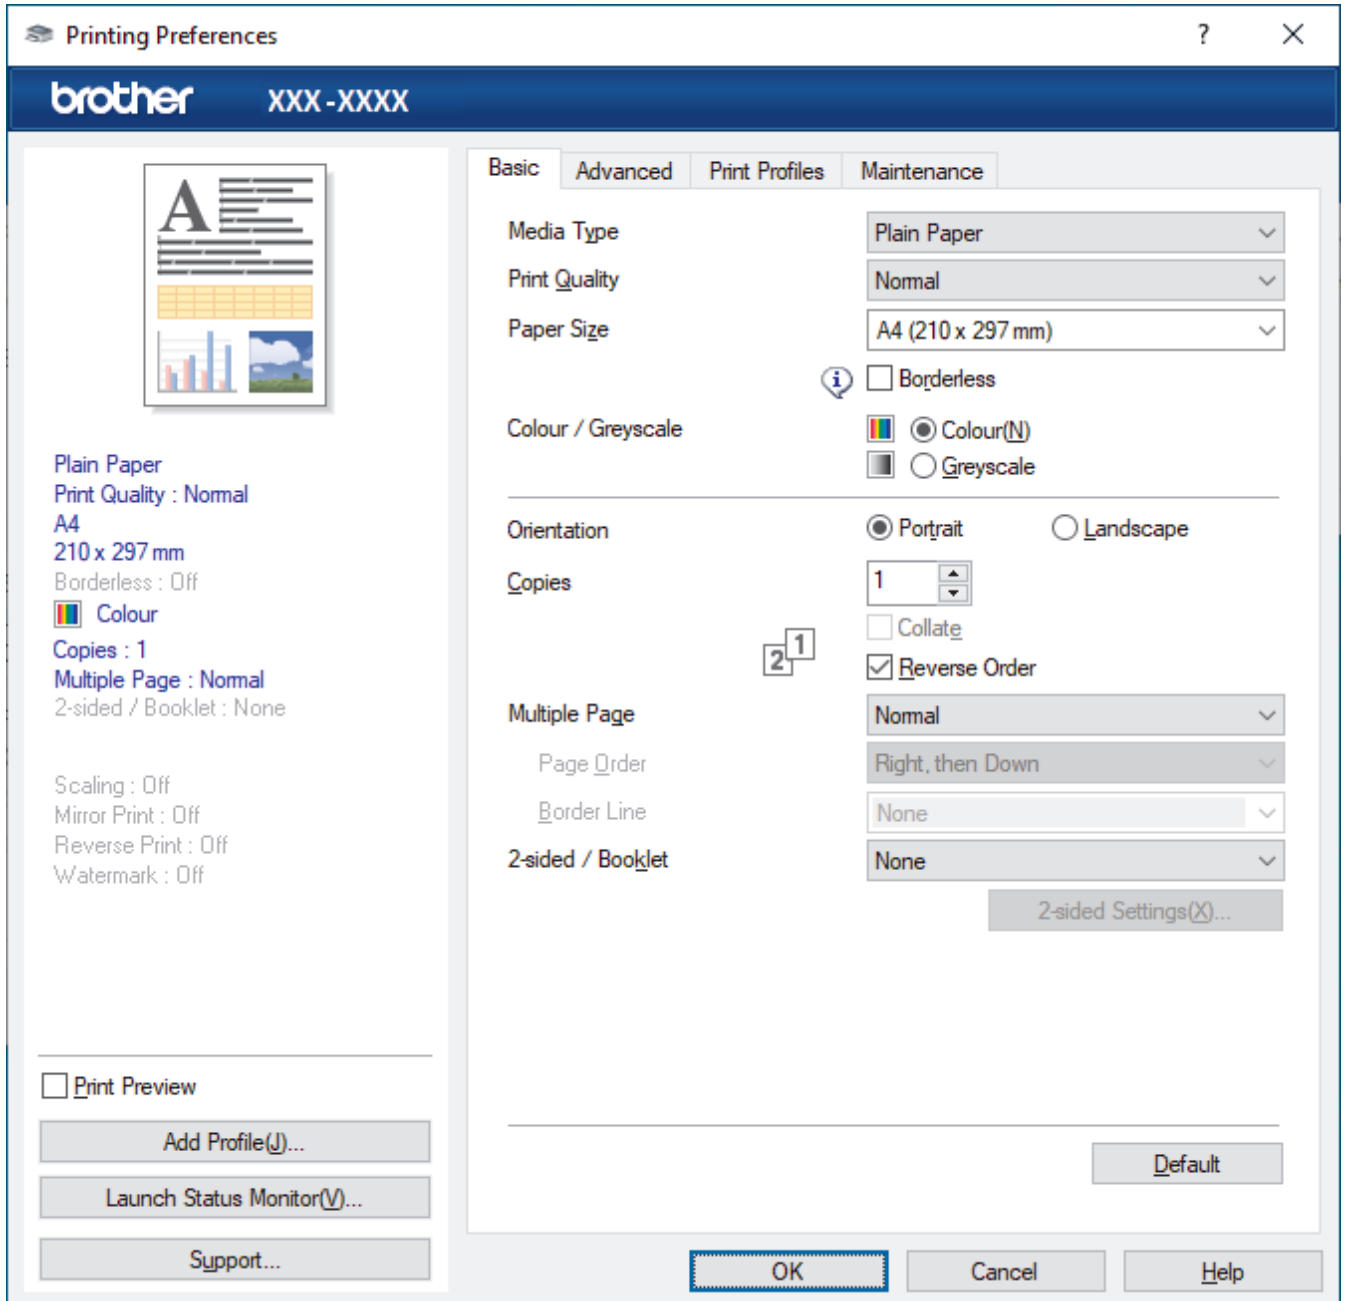 Printing Preferences
?
brother XXX-XXXX
A
Plain Paper
Print Quality : Normal
A4
210 x 297 mm
Borderless : Off
Colour
Copies : 1
Multiple Page : Normal
2-sided / Booklet : None
Scaling : Off
Mirror Print : Off
Reverse Print : Off
Watermark : Off
Print Preview
Add Profile(J)...
Launch Status Monitor(V)...
Support...
Basic Advanced Print Profiles Maintenance
Media Type Plain Paper
Print Quality Normal
Paper Size A4 (210 x 297 mm)
i Borderless
Colour / Greyscale Colour(N)
Greyscale
Orientation Portrait Landscape
Copies 1
Collate
2 1 Reverse Order
Multiple Page Normal
Page Order Right, then Down
Border Line None
2-sided / Booklet None
2-sided Settings(X)...
Default
OK Cancel Help